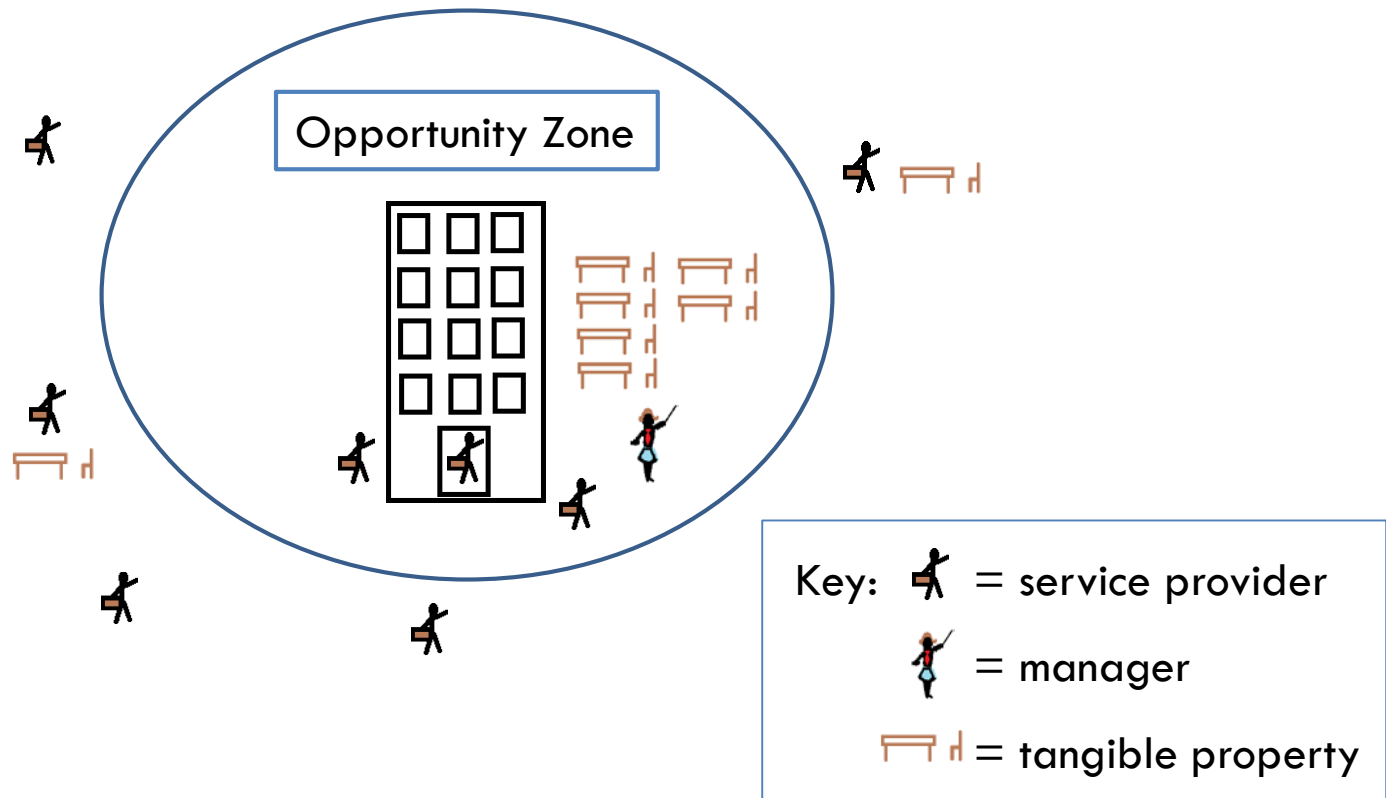 Opportunity Zone
Key: = service provider
= manager
= tangible property